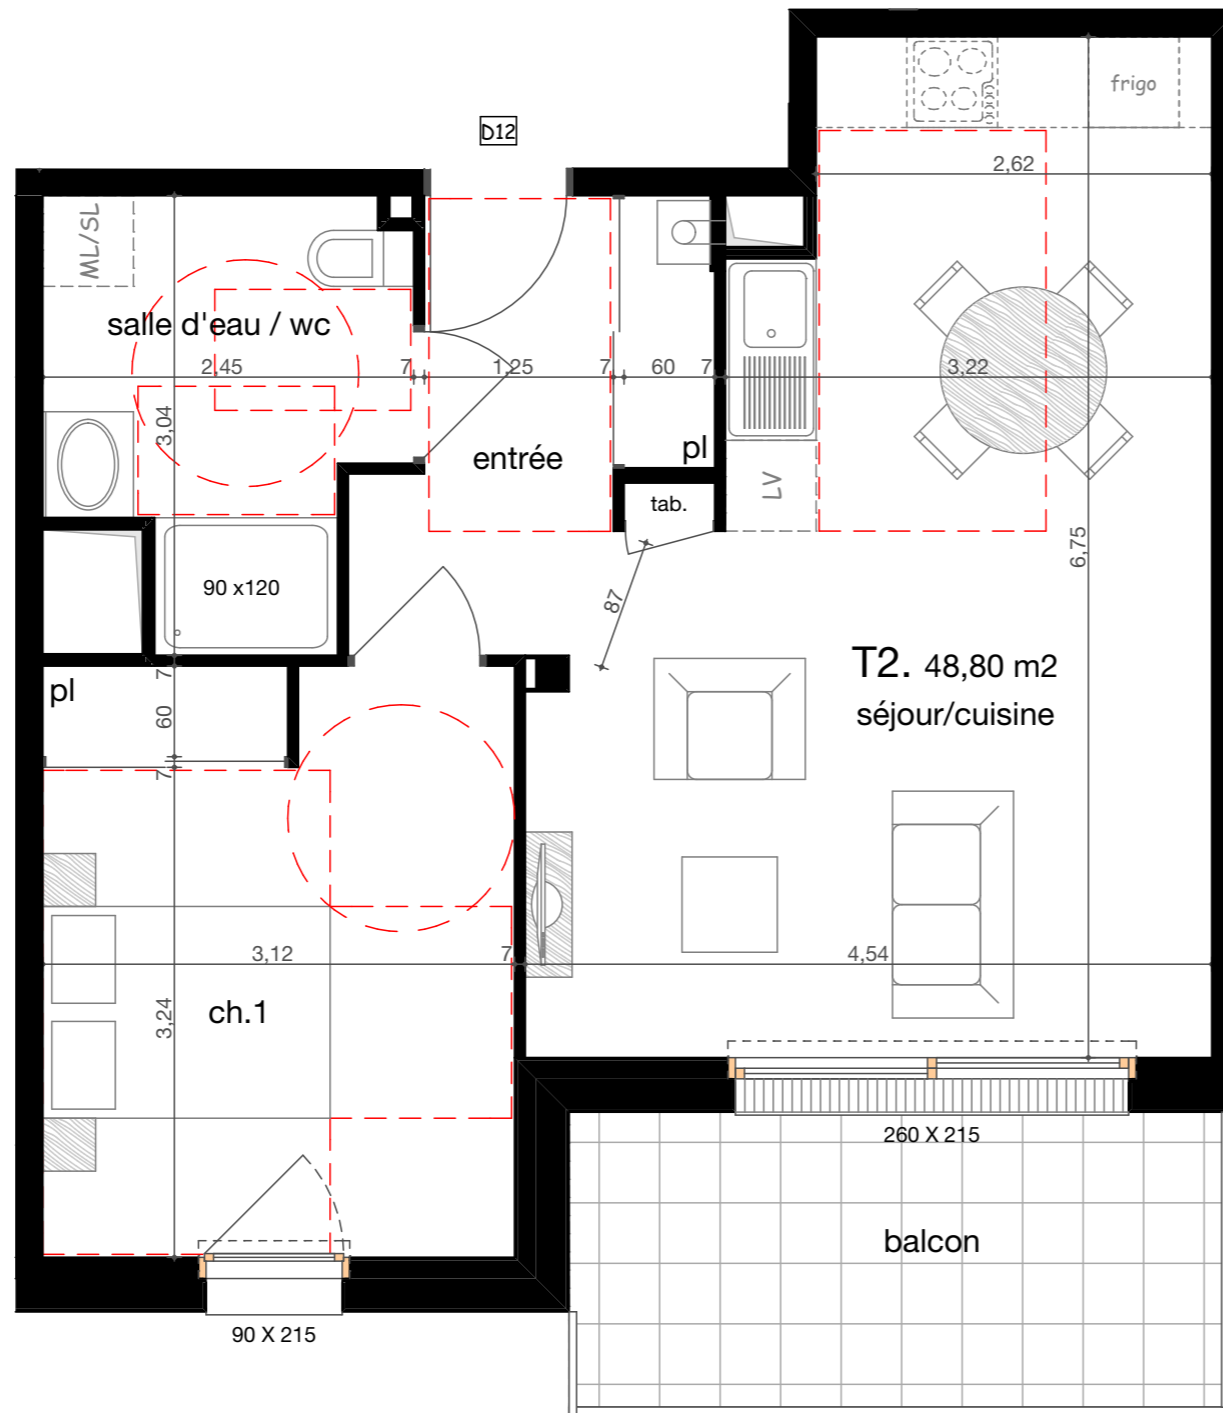 D12
frigo
2,62
ML/SL
salle d'eau / wc
2,45
7
1,25
7
60
7
3,22
3,04
entrée
pl
LV
tab.
6,75
90 x120
87
T2. 48,80 m2
séjour/cuisine
pl
7
60
7
3,12
7
4,54
3,24
ch.1
260 X 215
balcon
90 X 215